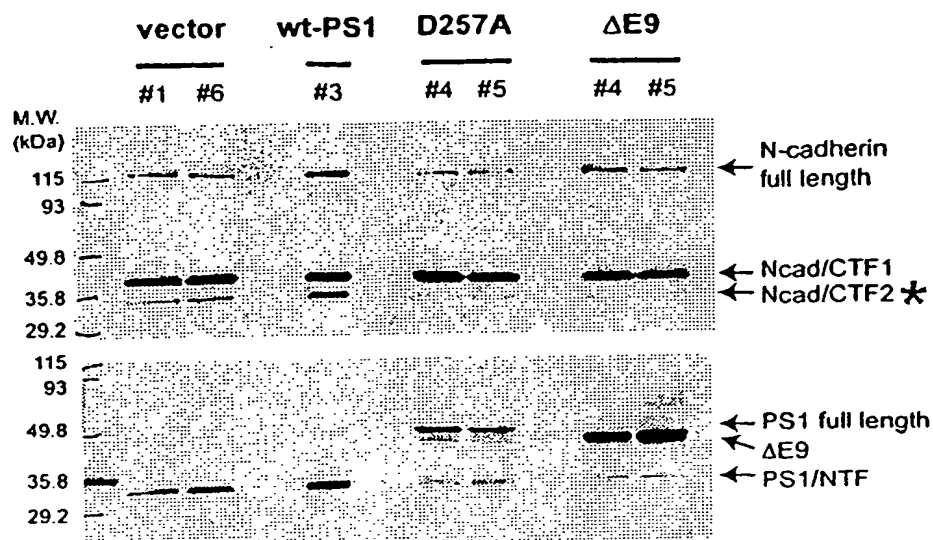 vector wt-PS1 D257A ΔE9
#1 #6 #3 #4 #5 #4 #5
M.W.
(kDa)
N-cadherin
full length
115
93
49.8
Ncad/CTF1
35.8
Ncad/CTF2 *
29.2
115
93
PS1 full length
49.8
ΔE9
35.8
PS1/NTF
29.2